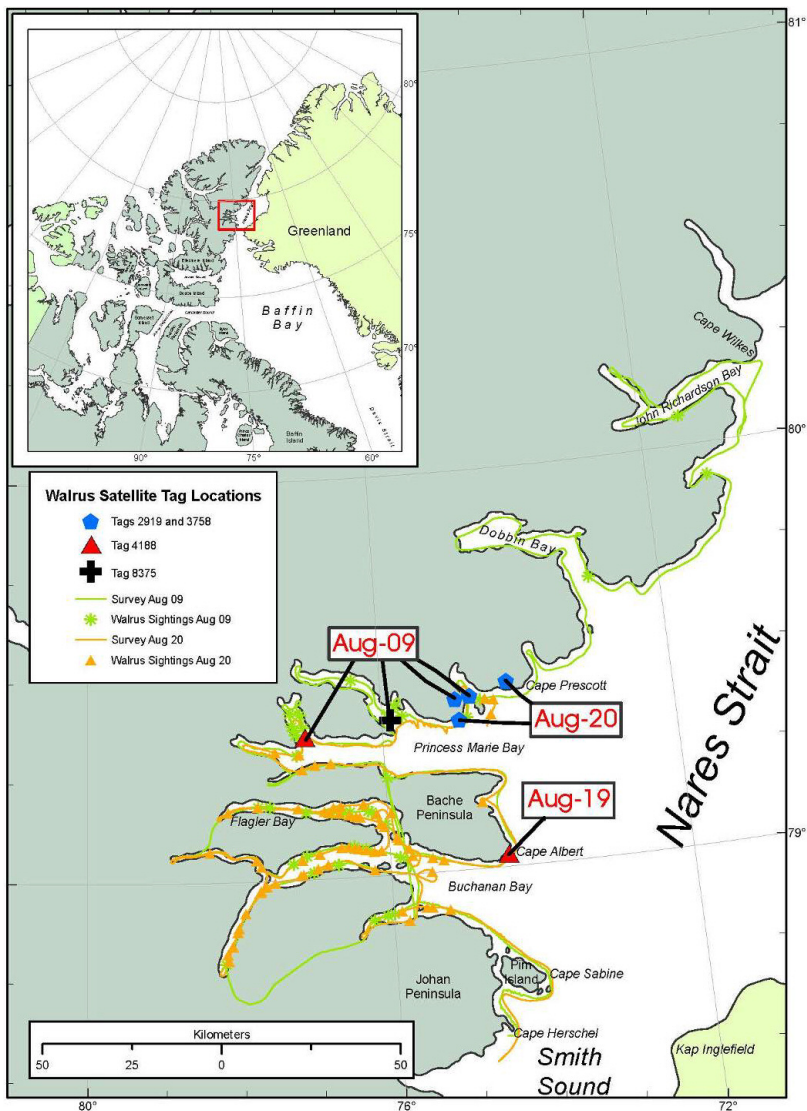 81°
80°
Greenland
75°
Baffin
Bay
70°
Davis Strait
Baffin
Island
90°
75°
60°
Cape Wilkes
John Richardson Bay
80°
Walrus Satellite Tag Locations
Tags 2919 and 3758
Tag 4188
Tag 8375
Survey Aug 09
Walrus Sightings Aug 09
Survey Aug 20
Walrus Sightings Aug 20
Dobbin Bay
Aug-09
Cape Prescott
Aug-20
Princess Marie Bay
Nares Strait
Aug-19
Bache
Peninsula
Flagler Bay
79°
Cape Albert
Buchanan Bay
Pim
Island
Cape Sabine
Johan
Peninsula
Cape Herschel
Kilometers
50
25
0
50
Smith
Sound
Kap Inglefield
80°
76°
72°